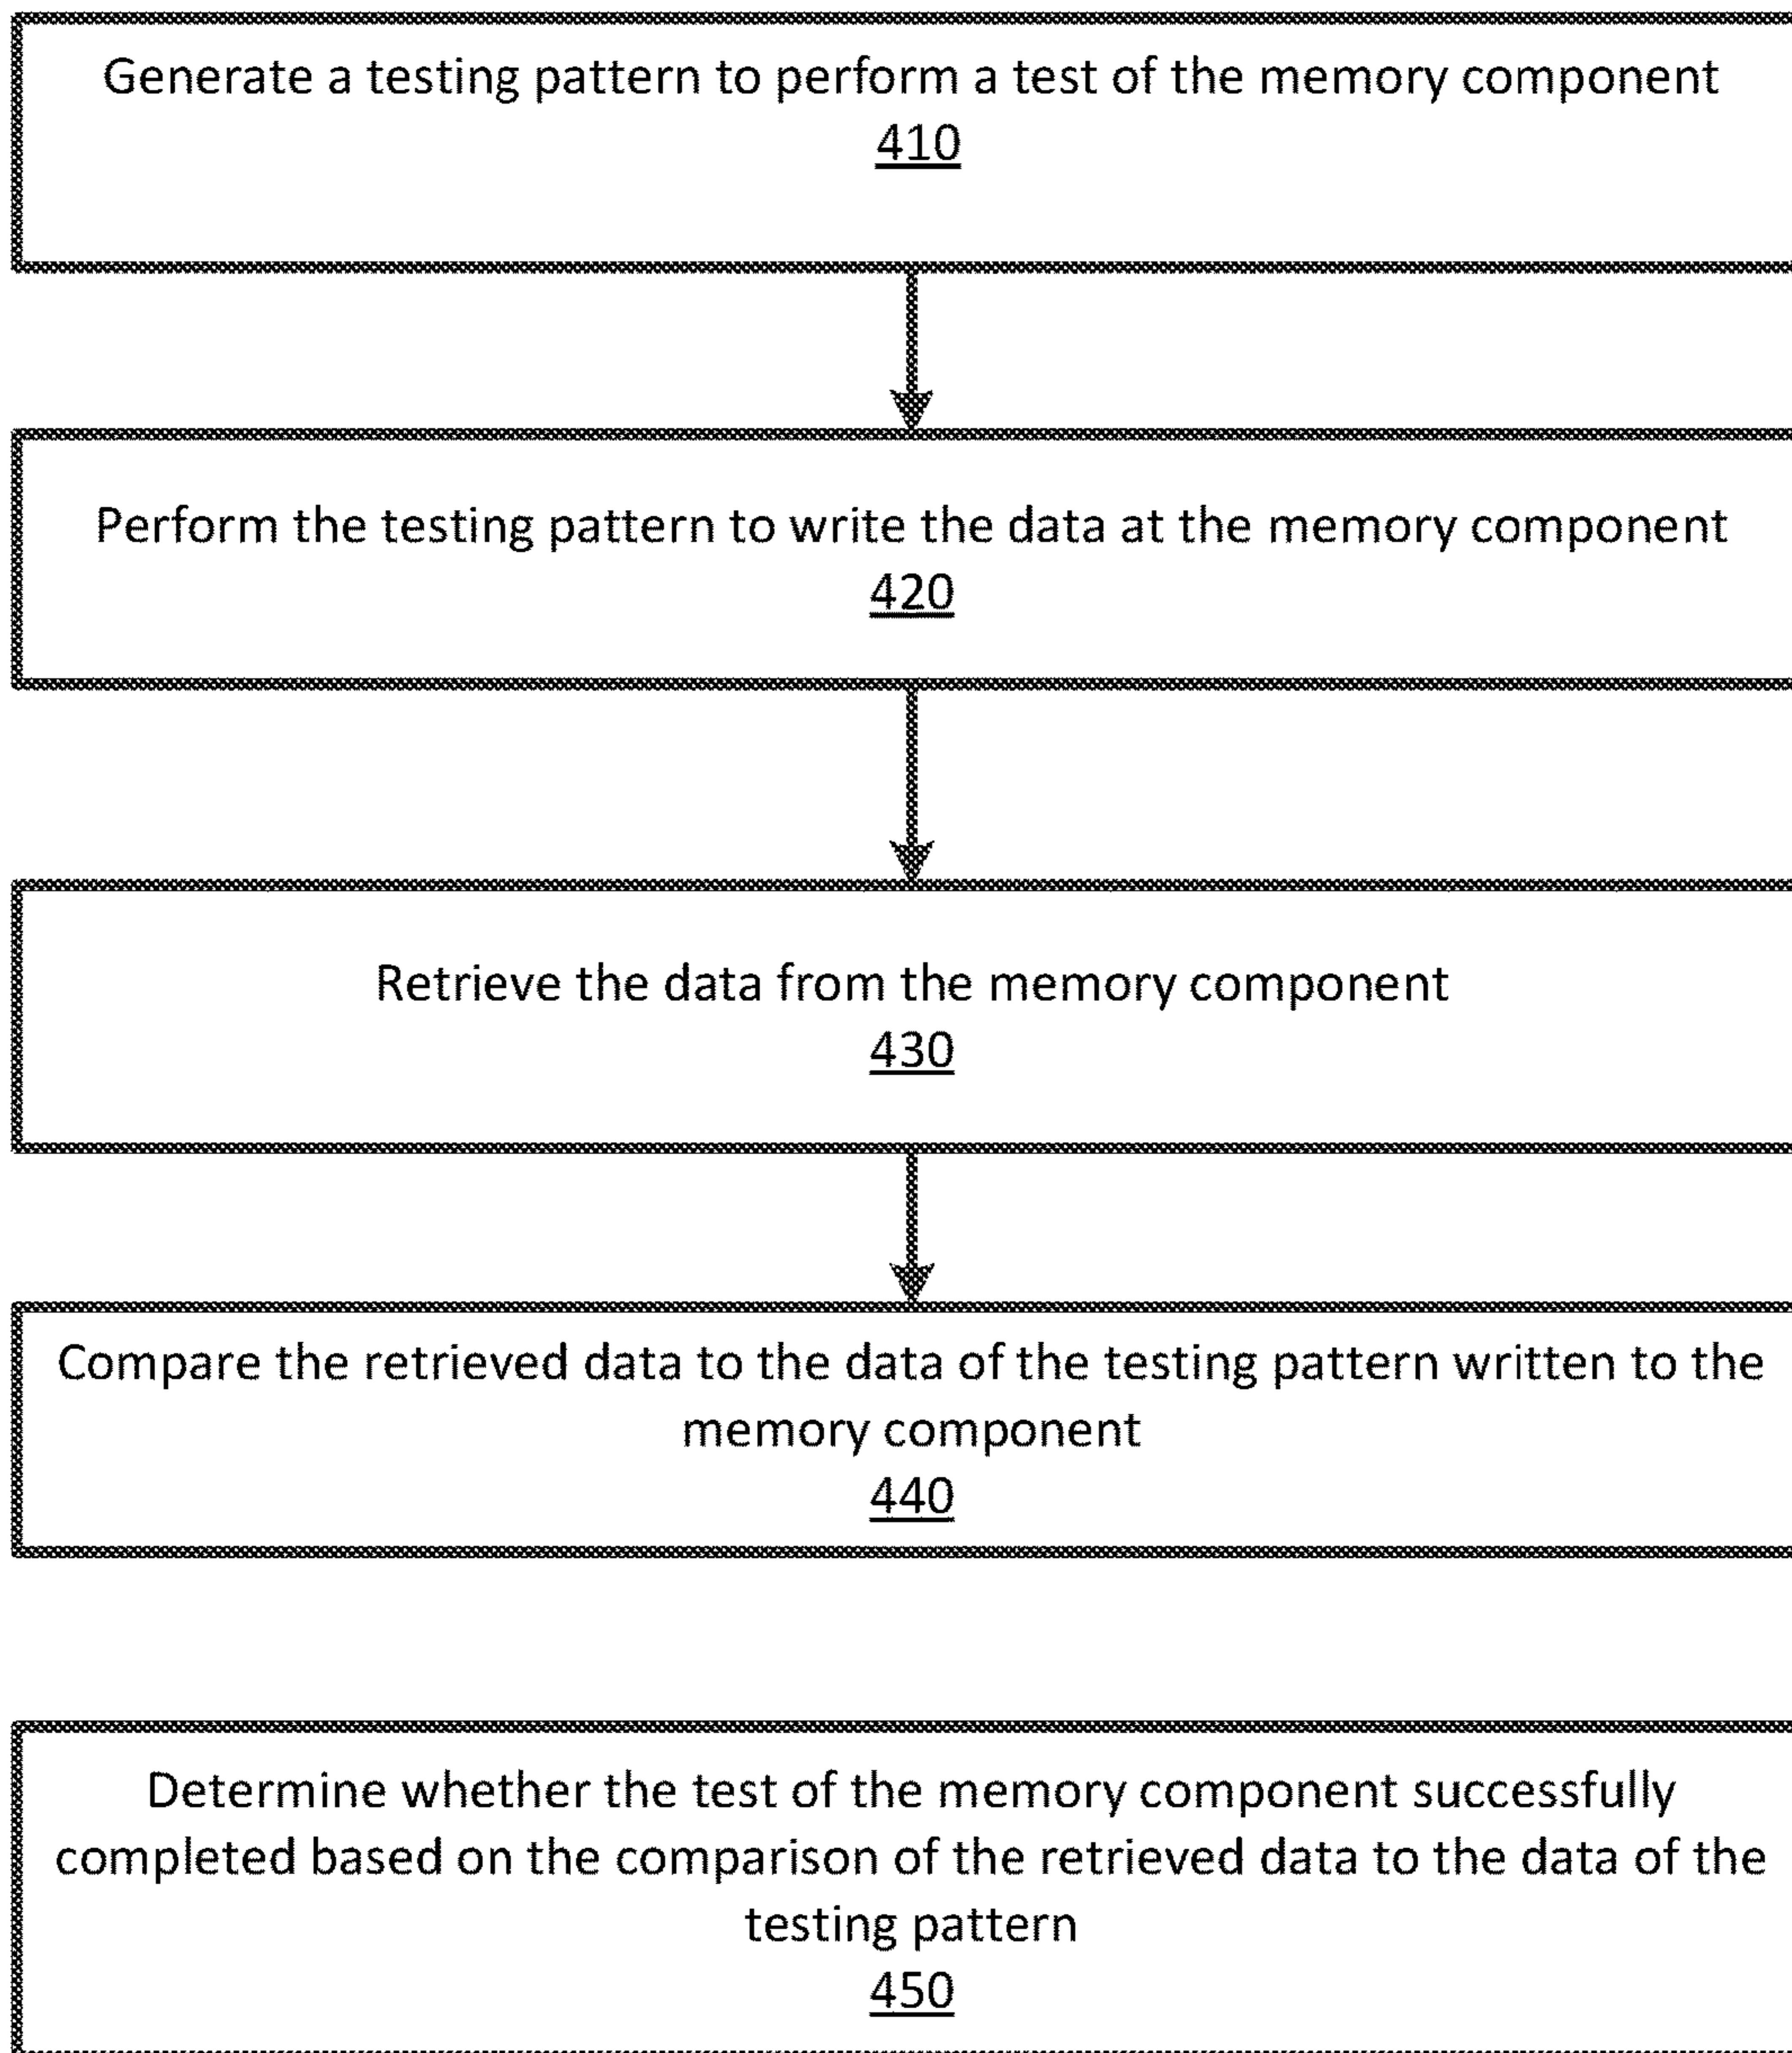 Generate a testing pattern to perform a test of the memory component
410
Perform the testing pattern to write the data at the memory component
420
Retrieve the data from the memory component
430
Compare the retrieved data to the data of the testing pattern written to the
memory component
440
Determine whether the test of the memory component successfully
completed based on the comparison of the retrieved data to the data of the
testing pattern
450